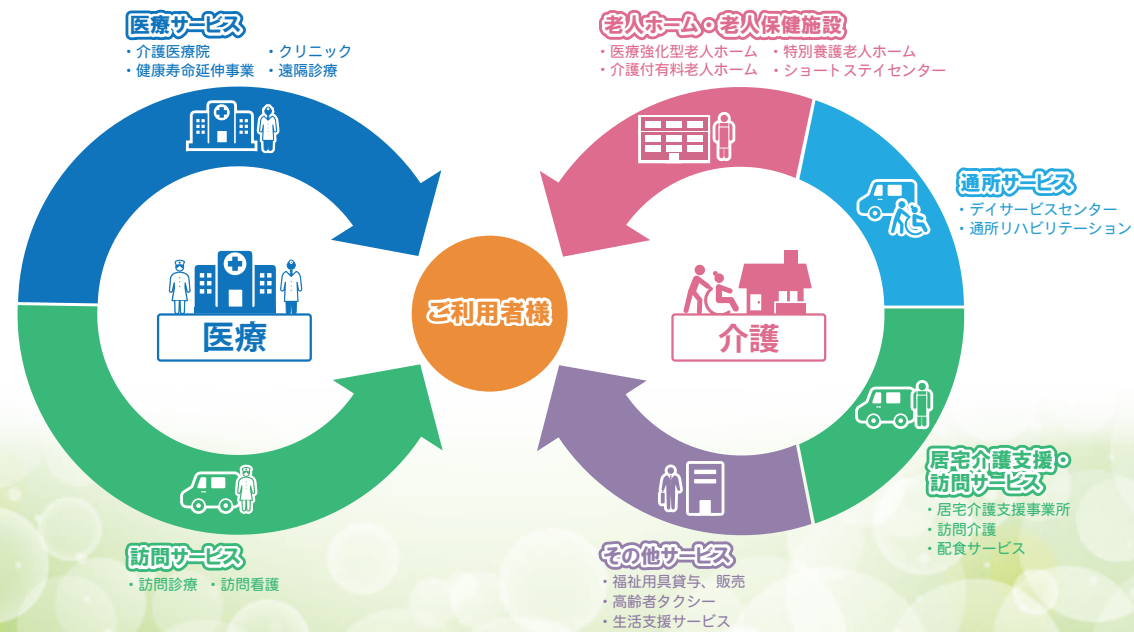 医療サービス
・介護医療院 ・クリニック
・健康寿命延伸事業 ・遠隔診療
老人ホーム・老人保健施設
・医療強化型老人ホーム ・特別養護老人ホーム
・介護付有料老人ホーム ・ショートステイセンター
通所サービス
・デイサービスセンター
・通所リハビリテーション
ご利用者様
医療
介護
居宅介護支援・
訪問サービス
・居宅介護支援事業所
・訪問介護
・配食サービス
訪問サービス
・訪問診療 ・訪問看護
その他サービス
・福祉用具貸与、販売
・高齢者タクシー
・生活支援サービス